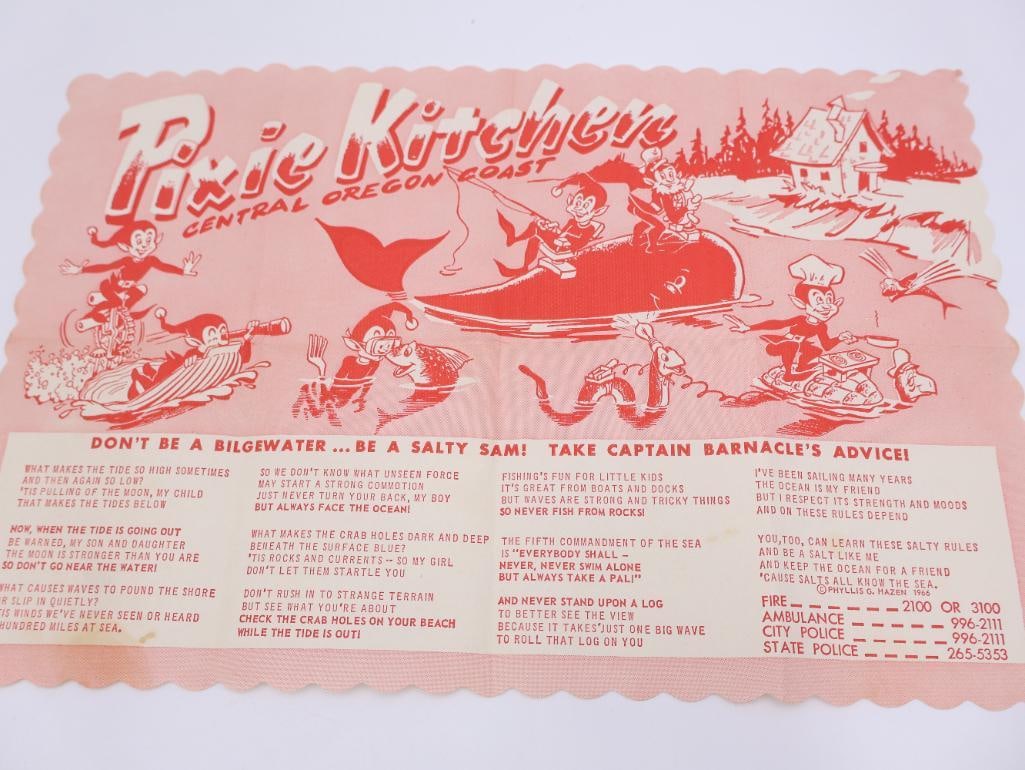 Pixie Kitchen
CENTRAL OREGON COAST
DON'T BE A BILGEWATER... BE A SALTY SAM! TAKE CAPTAIN BARNACLE'S ADVICE!
WHAT MAKES THE TIDE SO HIGH SOMETIMES
AND THEN AGAIN SO LOW?
'TIS PULLING OF THE MOON, MY CHILD
THAT MAKES THE TIDES BELOW
NOW, WHEN THE TIDE IS GOING OUT
BE WARNED, MY SON AND DAUGHTER
THE MOON IS STRONGER THAN YOU ARE
SO DON'T GO NEAR THE WATER!
WHAT CAUSES WAVES TO POUND THE SHORE
OR SLIP IN QUIETLY?
'TIS WINDS WE'VE NEVER SEEN OR HEARD
HUNDRED MILES AT SEA.
SO WE DON'T KNOW WHAT UNSEEN FORCE
MAY START A STRONG COMMOTION
JUST NEVER TURN YOUR BACK, MY BOY
BUT ALWAYS FACE THE OCEAN!
WHAT MAKES THE CRAB HOLES DARK AND DEEP
BENEATH THE SURFACE BLUE?
'TIS ROCKS AND CURRENTS -- SO MY GIRL
DON'T LET THEM STARTLE YOU
DON'T RUSH IN TO STRANGE TERRAIN
BUT SEE WHAT YOU'RE ABOUT
CHECK THE CRAB HOLES ON YOUR BEACH
WHILE THE TIDE IS OUT!
FISHING'S FUN FOR LITTLE KIDS
IT'S GREAT FROM BOATS AND DOCKS
BUT WAVES ARE STRONG AND TRICKY THINGS
SO NEVER FISH FROM ROCKS!
THE FIFTH COMMANDMENT OF THE SEA
IS "EVERYBODY SHALL –
NEVER, NEVER SWIM ALONE
BUT ALWAYS TAKE A PAL!"
AND NEVER STAND UPON A LOG
TO BETTER SEE THE VIEW
BECAUSE IT TAKES' JUST ONE BIG WAVE
TO ROLL THAT LOG ON YOU
I'VE BEEN SAILING MANY YEARS
THE OCEAN IS MY FRIEND
BUT I RESPECT ITS STRENGTH AND MOODS
AND ON THESE RULES DEPEND
YOU, TOO, CAN LEARN THESE SALTY RULES
AND BE A SALT LIKE ME
AND KEEP THE OCEAN FOR A FRIEND
'CAUSE SALTS ALL KNOW THE SEA.
©PHYLLIS G. HAZEN 1966
FIRE _ _ _ _ _ _ _ 2100 OR 3100
AMBULANCE _ _ _ _ _ 996-2111
CITY POLICE _ _ _ _ 996-2111
STATE POLICE _ _ _ _ 265-5353